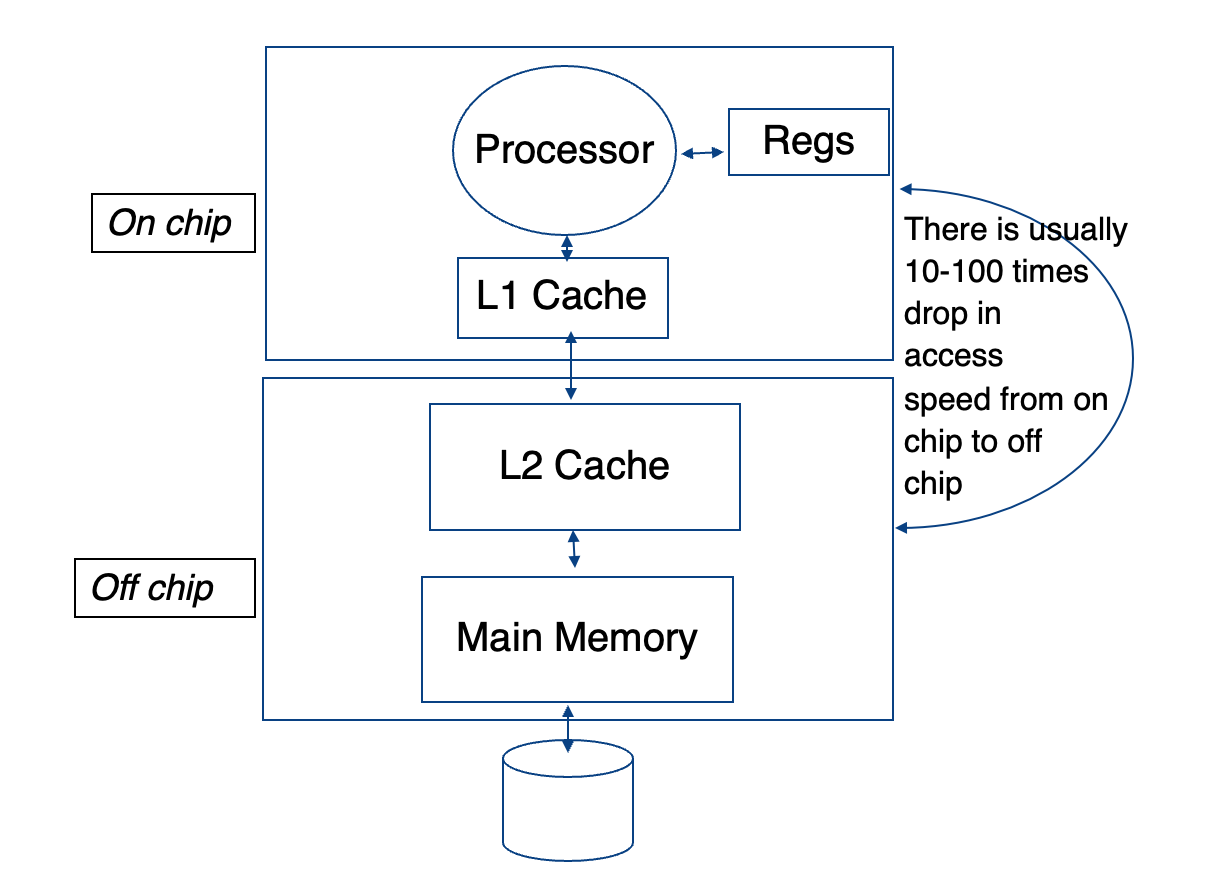 Processor
Regs
On chip
L1 Cache
There is usually
10-100 times
drop in
access
speed from on
chip to off
chip
L2 Cache
Off chip
Main Memory